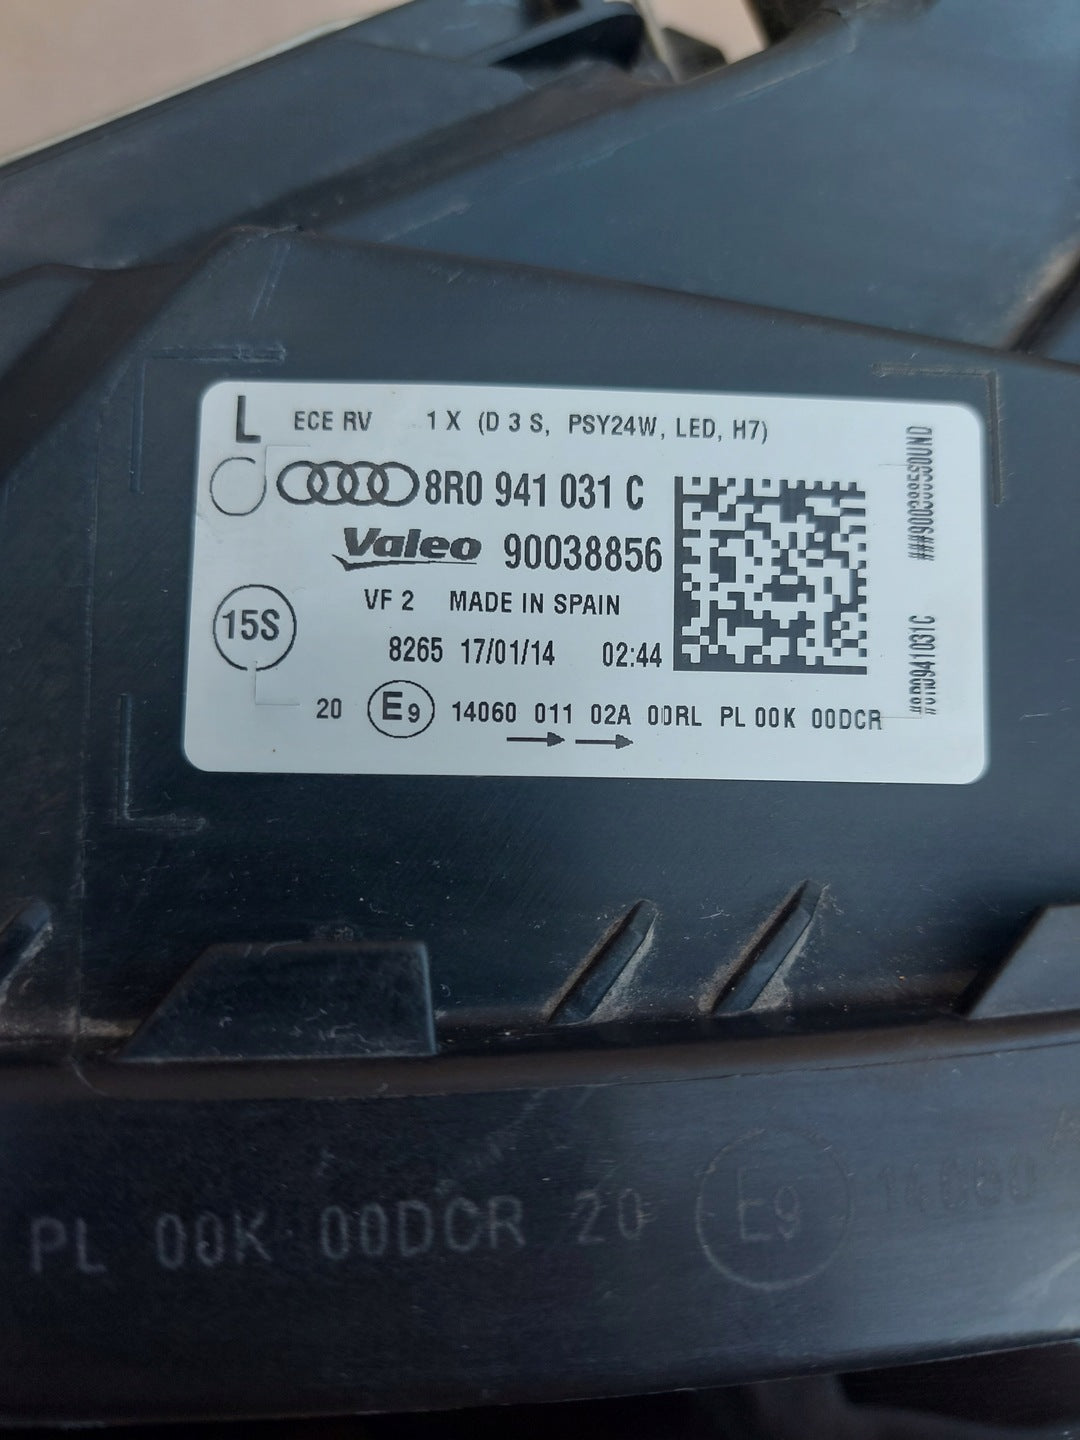 L ECE RV 1 X (D 3 S, PSY24W, LED, H7)
8R0 941 031 C
Valeo 90038856
VF 2 MADE IN SPAIN
15S
8265 17/01/14 02:44
20 E9 14060 011 02A 00RL PL 00K 00DCR
PL 00K 00DCR 20 E9